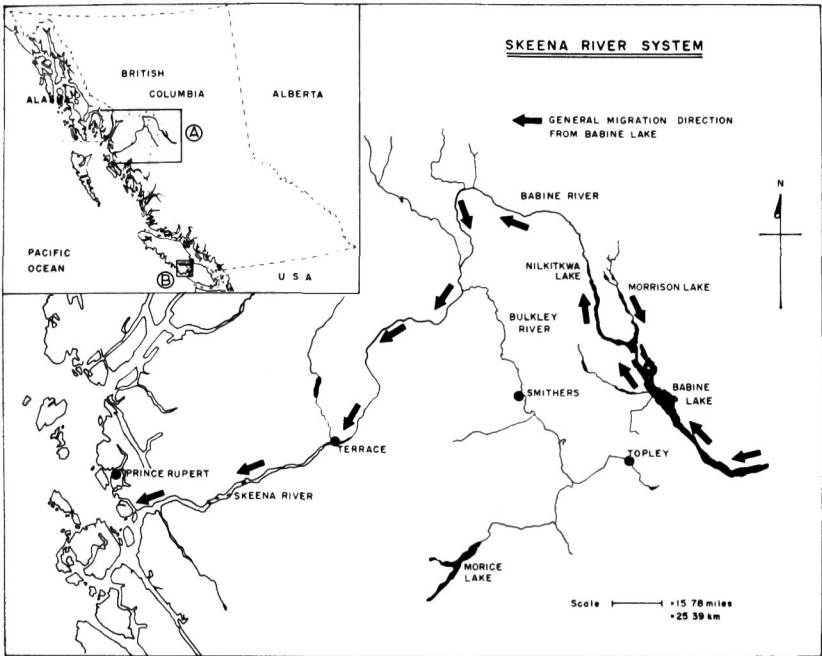 SKEENA RIVER SYSTEM
BRITISH
COLUMBIA
ALBERTA
ALASKA
A
PACIFIC
OCEAN
B
U S A
GENERAL MIGRATION DIRECTION
FROM BABINE LAKE
N
BABINE RIVER
NILKITKWA
LAKE
MORRISON LAKE
BULKLEY
RIVER
SMITHERS
BABINE
LAKE
TERRACE
TOPLEY
PRINCE RUPERT
SKEENA RIVER
MORICE
LAKE
Scale =15 78 miles
=25 39 km